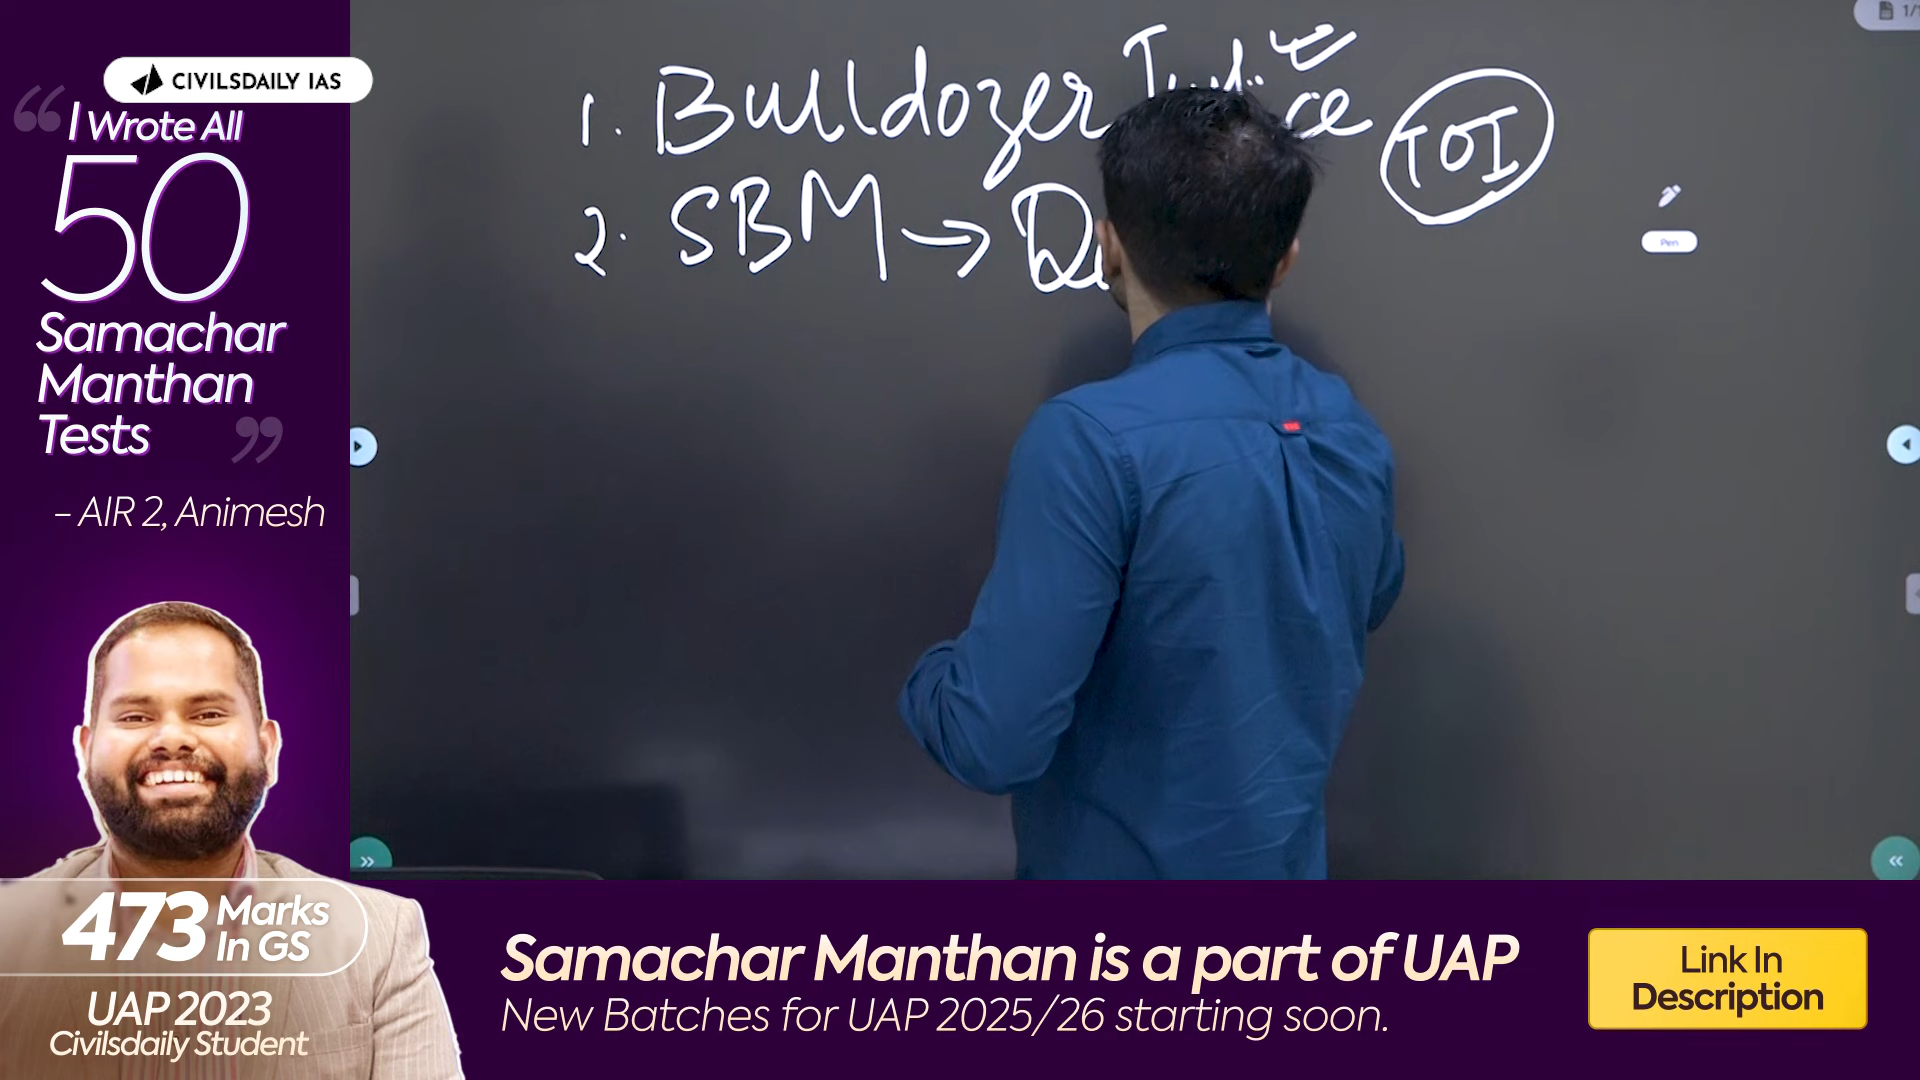 CIVILSDAILY IAS
“I Wrote All
50
Samachar
Manthan
Tests”
– AIR 2, Animesh
473 Marks
In GS
UAP 2023
Civilsdaily Student
1. Bulldozer
TOI
2. SBM →
Pen
Samachar Manthan is a part of UAP
New Batches for UAP 2025/26 starting soon.
Link In
Description